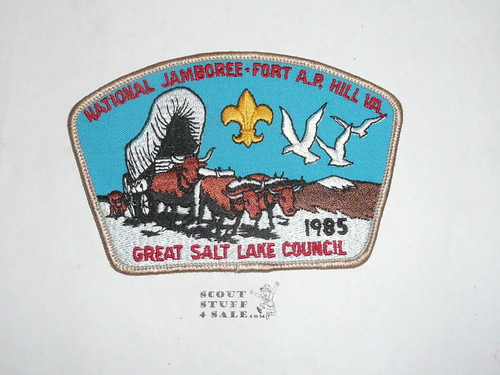 NATIONAL JAMBOREE · FORT A.P. HILL VA.
1985
GREAT SALT LAKE COUNCIL
SCOUT
STUFF
4 SALE.COM